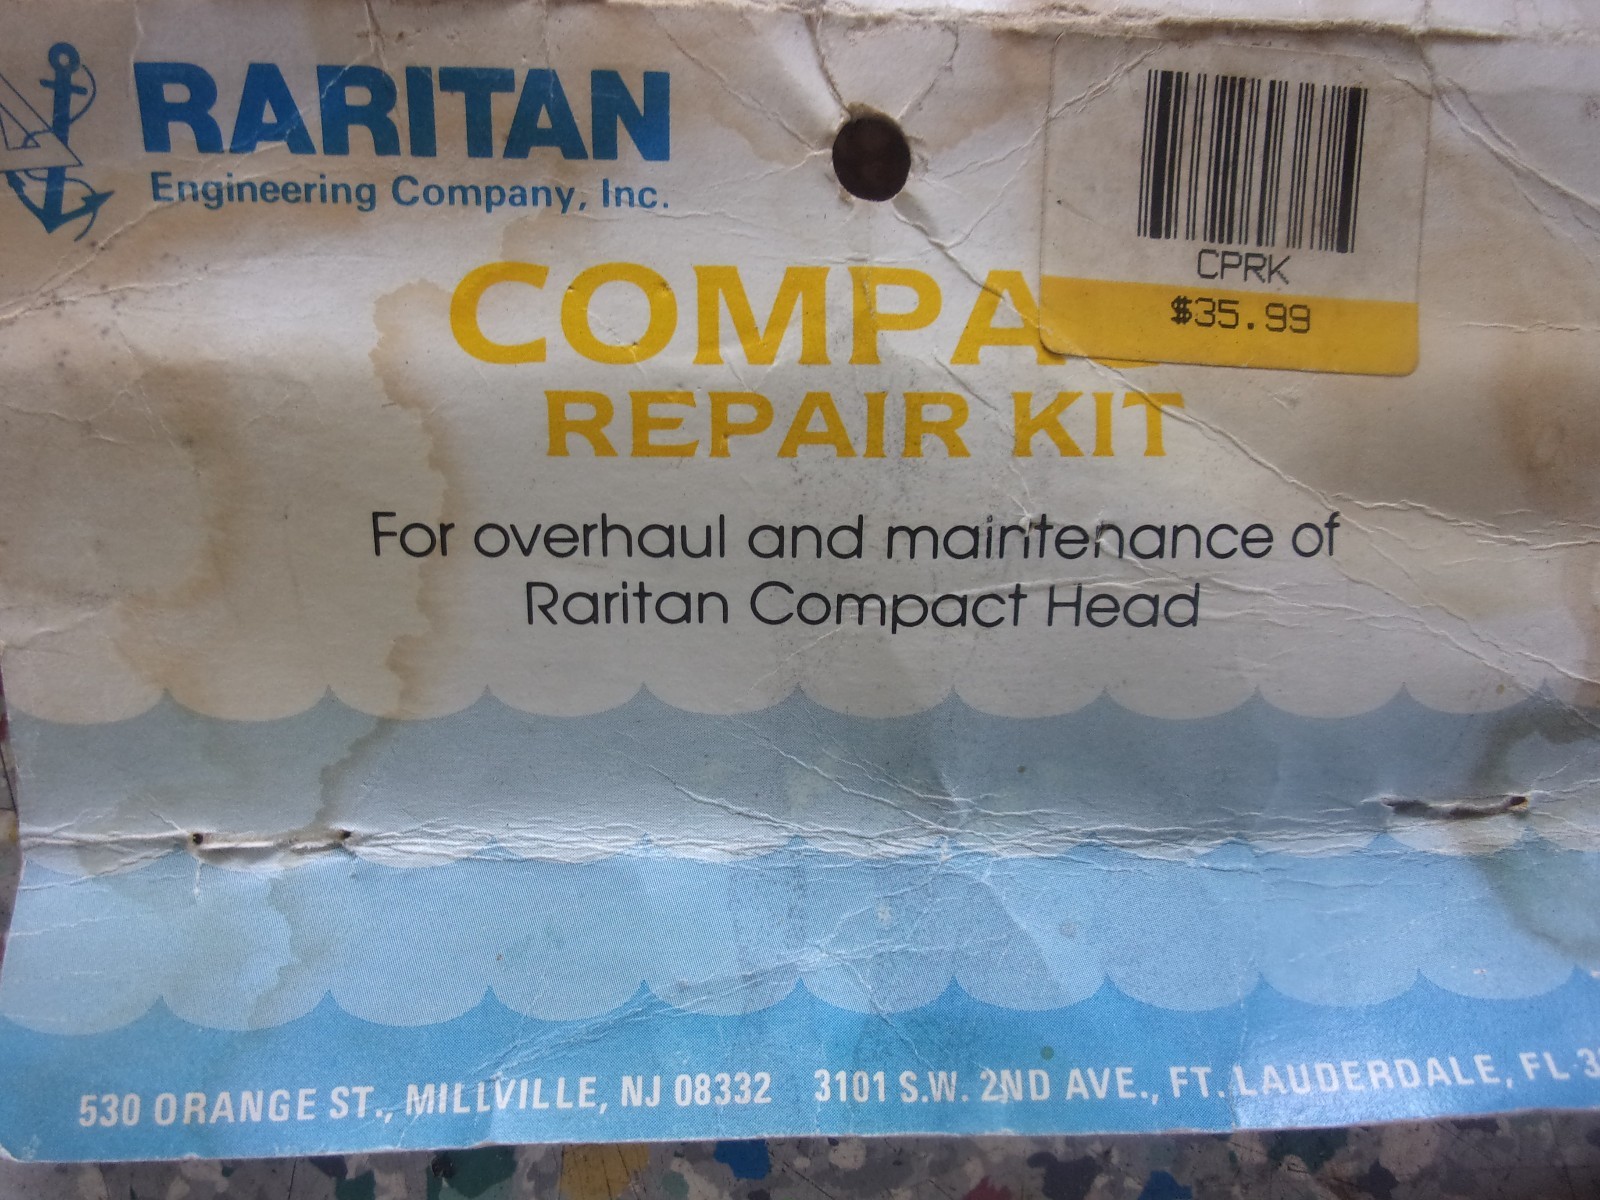 RARITAN
Engineering Company, Inc.
CPRK
$35.99
REPAIR KIT
For overhaul and maintenance of
Raritan Compact Head
530 ORANGE ST., MILLVILLE, NJ 08332 3101 S.W. 2ND AVE., FT. LAUDERDALE, FL